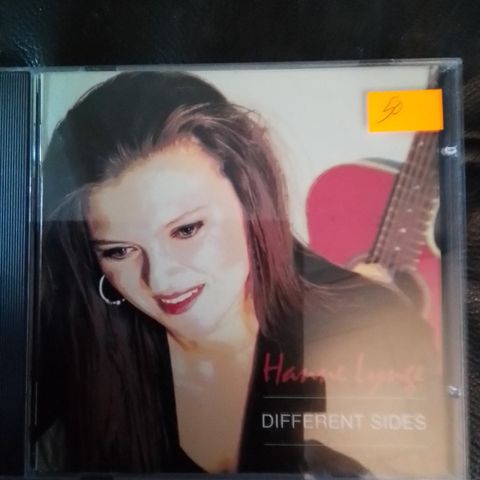 50
Hanne Lynge
DIFFERENT SIDES